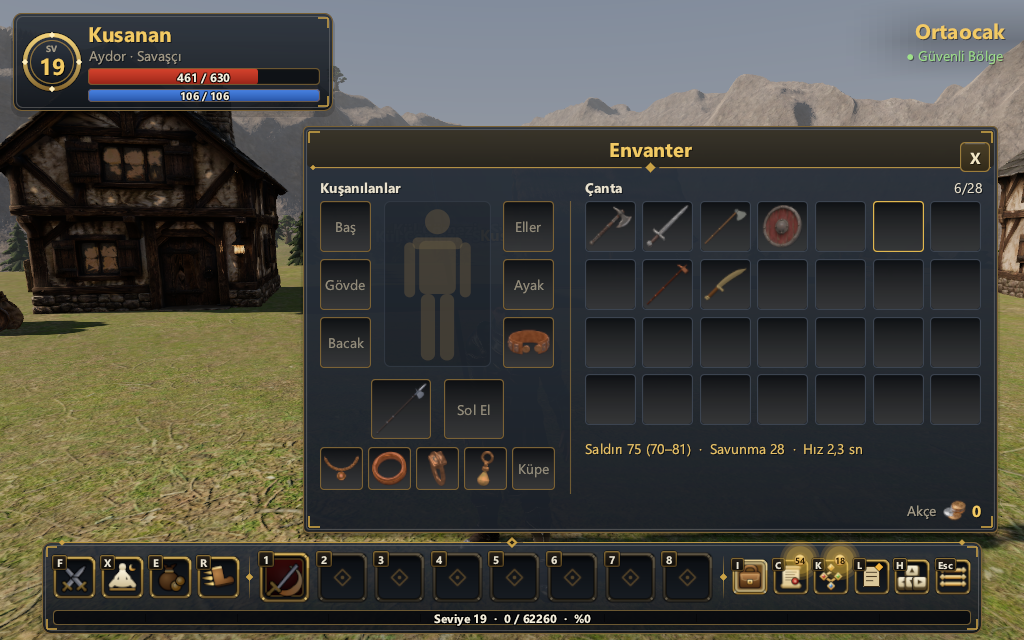 Kusanan
SV
19
Aydor · Savaşçı
461 / 630
106 / 106
Ortaocak
Güvenli Bölge
Envanter
X
Kuşanılanlar
Çanta
6/28
Baş
Eller
Gövde
Ayak
Bacak
Sol El
Küpe
Saldırı 75 (70–81) · Savunma 28 · Hız 2,3 sn
Akçe
0
F
X
E
R
1
2
3
4
5
6
7
8
I
C
54
K
18
L
H
Esc
Seviye 19 · 0 / 62260 · %0